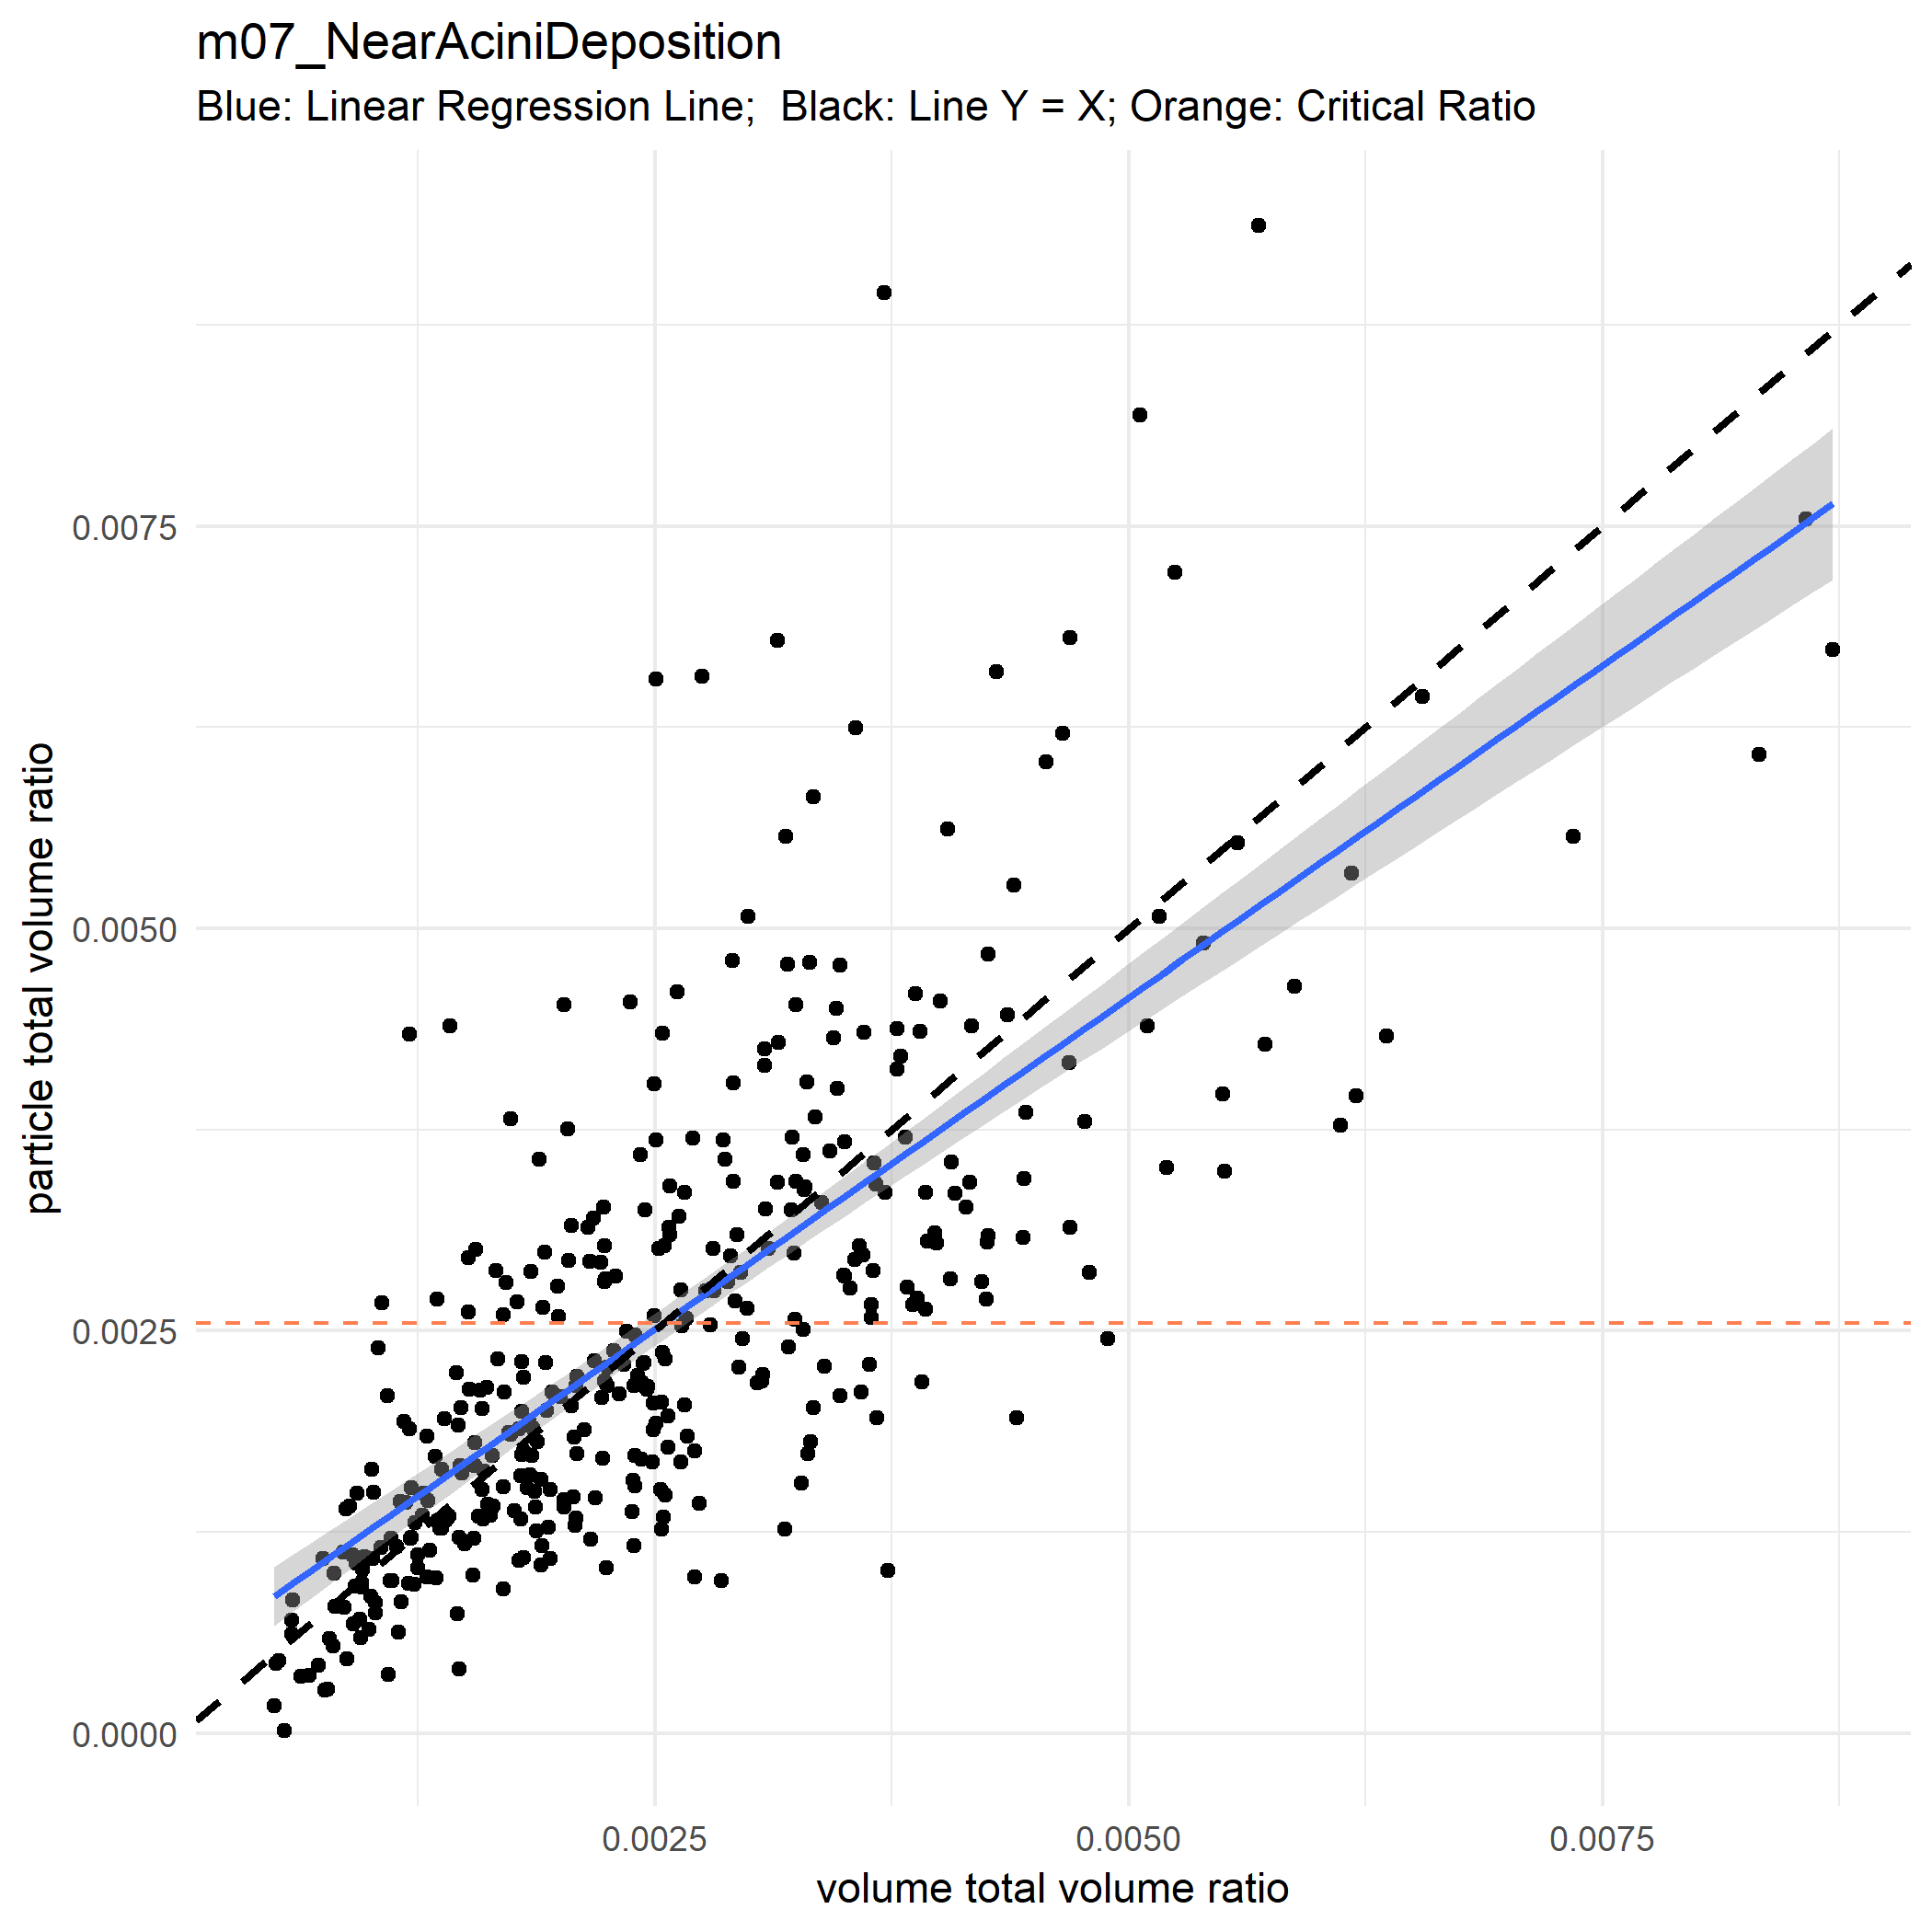 m07_NearAciniDeposition
Blue: Linear Regression Line;  Black: Line Y = X; Orange: Critical Ratio
particle total volume ratio
0.0075
0.0050
0.0025
0.0000
0.0025
0.0050
0.0075
volume total volume ratio